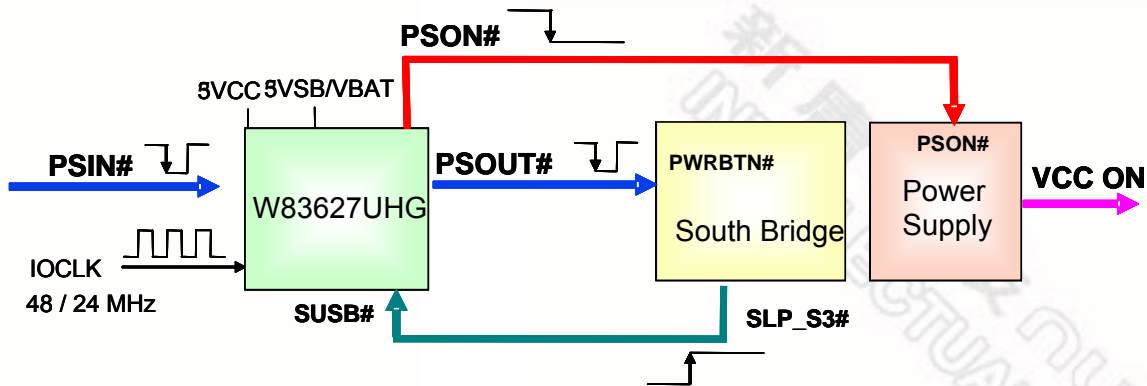 PSON#
5VCC 5VSB/VBAT
PSIN#
W83627UHG
PSOUT#
PWRBTN#
South Bridge
PSON#
Power
Supply
VCC ON
IOCLK
48 / 24 MHz
SUSB#
SLP_S3#